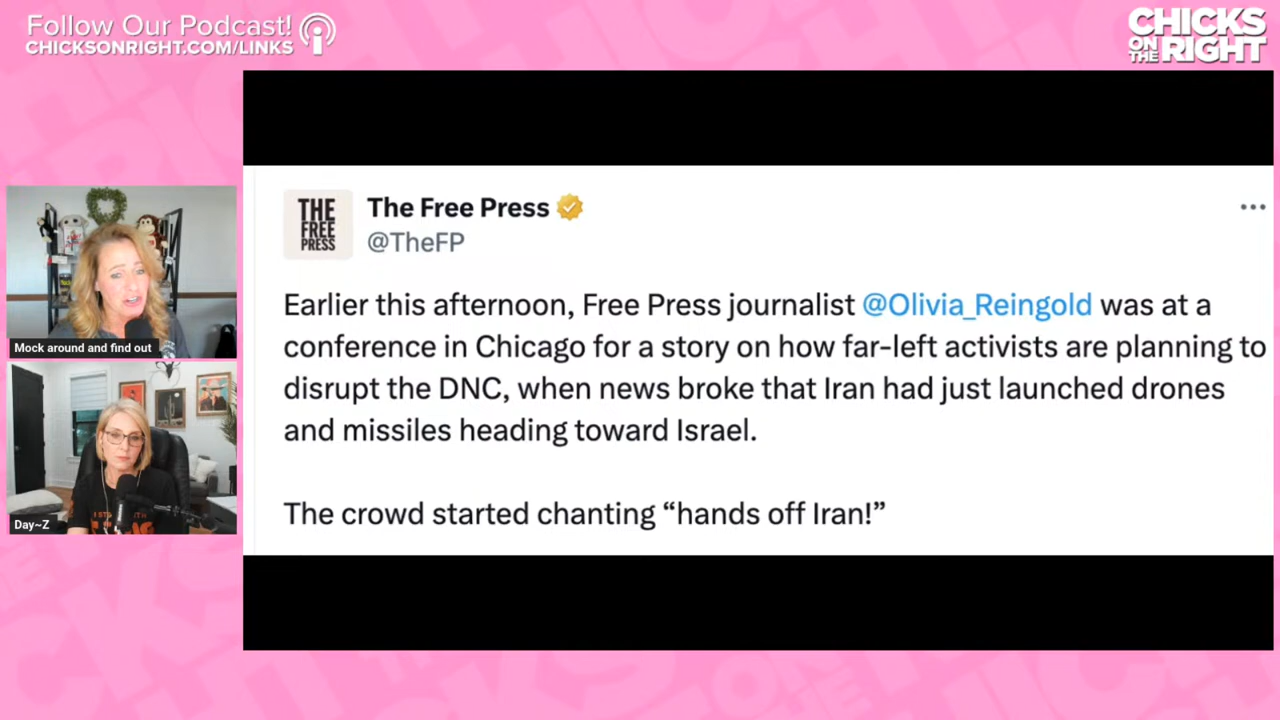 Follow Our Podcast!
CHICKSONRIGHT.COM/LINKS
CHICKS
ON THE RIGHT
Mock around and find out
Day~Z
THE
FREE
PRESS
The Free Press
@TheFP
Earlier this afternoon, Free Press journalist @Olivia_Reingold was at a
conference in Chicago for a story on how far-left activists are planning to
disrupt the DNC, when news broke that Iran had just launched drones
and missiles heading toward Israel.
The crowd started chanting “hands off Iran!”